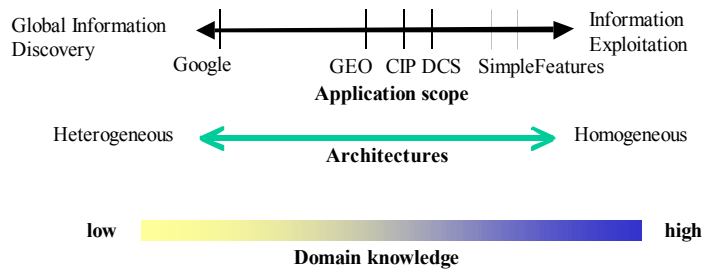 Global Information Discovery
Information Exploitation
Google
GEO
CIP
DCS
SimpleFeatures
Application scope
Heterogeneous
Homogeneous
Architectures
low
high
Domain knowledge